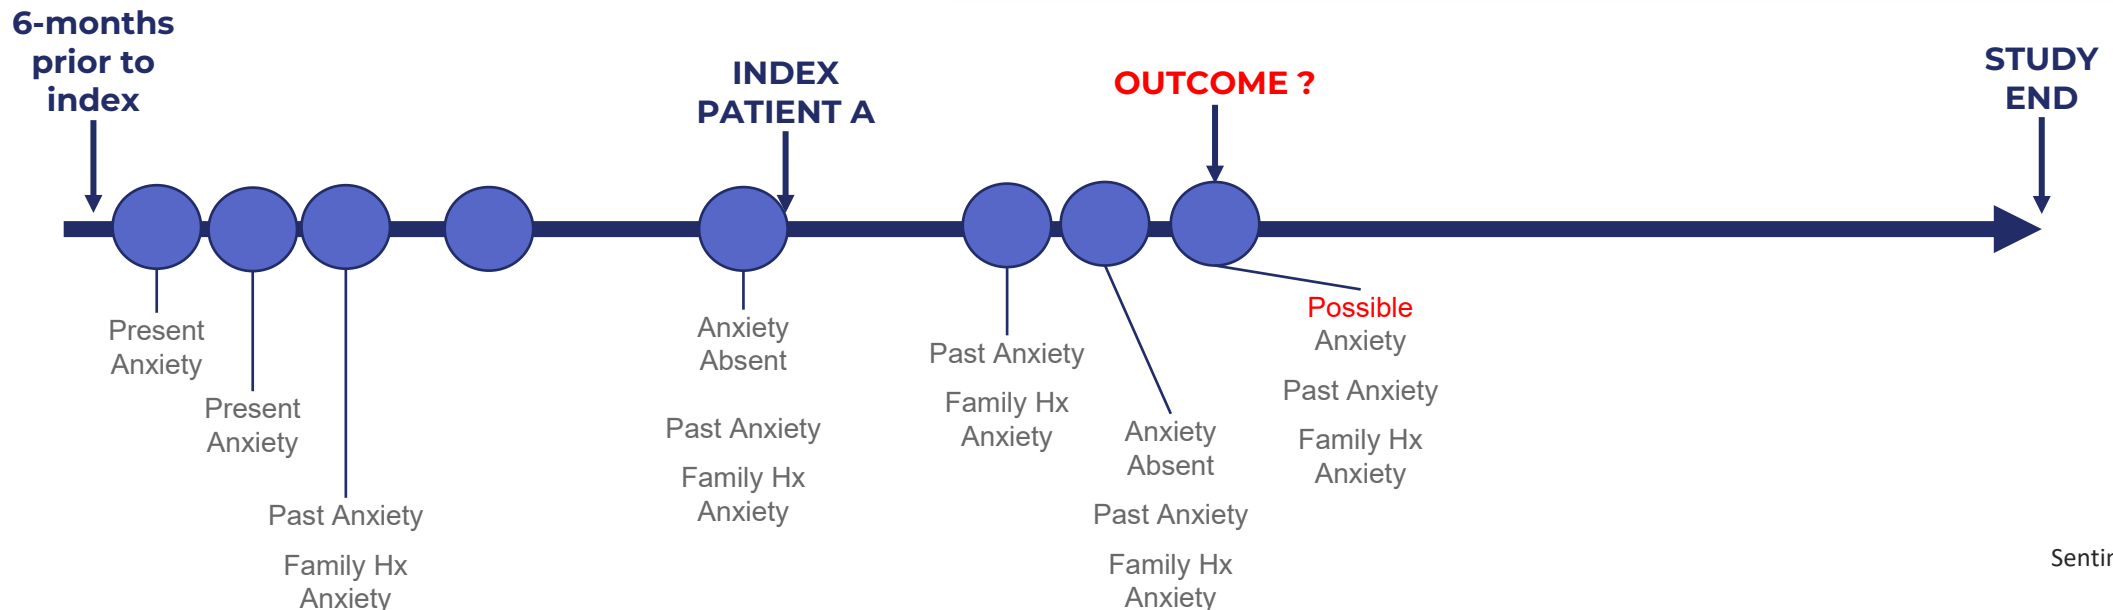 6-months
prior to
index
INDEX
PATIENT A
OUTCOME ?
STUDY
END
Present
Anxiety
Present
Anxiety
Past Anxiety
Family Hx
Anxiety
Anxiety
Absent
Past Anxiety
Family Hx
Anxiety
Past Anxiety
Family Hx
Anxiety
Anxiety
Absent
Past Anxiety
Family Hx
Anxiety
Possible
Anxiety
Past Anxiety
Family Hx
Anxiety